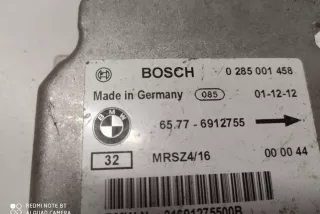 BOSCH 0 285 001 458
Made in Germany 085 01-12-12
BMW
65.77 - 6912755
32 MRSZ4/16 00 00 44
REDMI NOTE 8T
AI QUAD CAMERA